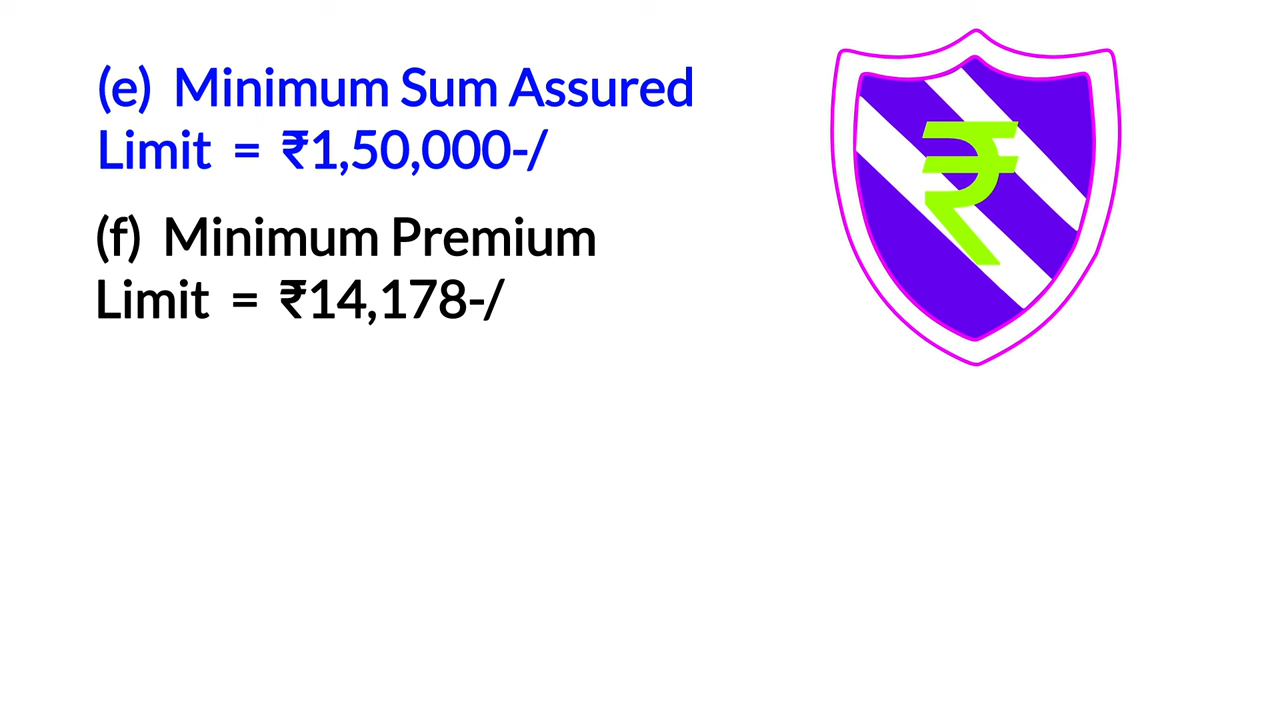 (e) Minimum Sum Assured
Limit = ₹1,50,000-/
(f) Minimum Premium
Limit = ₹14,178-/
₹